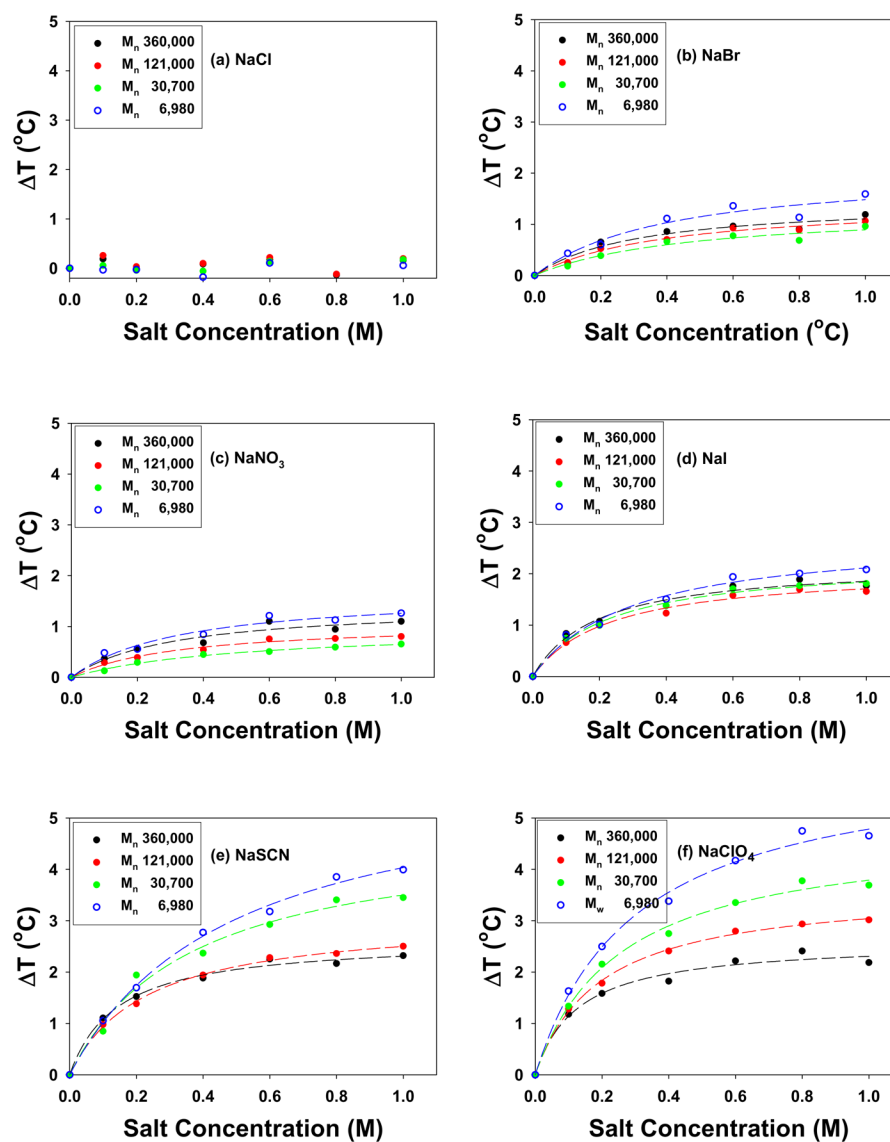 5
4
3
2
1
0
ΔT (°C)
Mn 360,000
Mn 121,000
Mn 30,700
Mn 6,980
(a) NaCl
0.0 0.2 0.4 0.6 0.8 1.0
Salt Concentration (M)
5
4
3
2
1
0
ΔT (°C)
Mn 360,000
Mn 121,000
Mn 30,700
Mn 6,980
(b) NaBr
0.0 0.2 0.4 0.6 0.8 1.0
Salt Concentration (°C)
5
4
3
2
1
0
ΔT (°C)
Mn 360,000
Mn 121,000
Mn 30,700
Mn 6,980
(c) NaNO3
0.0 0.2 0.4 0.6 0.8 1.0
Salt Concentration (M)
5
4
3
2
1
0
ΔT (°C)
Mn 360,000
Mn 121,000
Mn 30,700
Mn 6,980
(d) NaI
0.0 0.2 0.4 0.6 0.8 1.0
Salt Concentration (M)
5
4
3
2
1
0
ΔT (°C)
Mn 360,000
Mn 121,000
Mn 30,700
Mn 6,980
(e) NaSCN
0.0 0.2 0.4 0.6 0.8 1.0
Salt Concentration (M)
5
4
3
2
1
0
ΔT (°C)
Mn 360,000
Mn 121,000
Mn 30,700
Mw 6,980
(f) NaClO4
0.0 0.2 0.4 0.6 0.8 1.0
Salt Concentration (M)